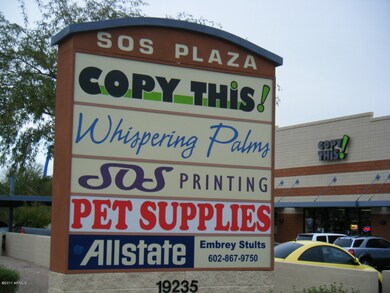 SOS PLAZA
COPY THIS!
Whispering Palms
SOS PRINTING
PET SUPPLIES
Allstate
Embrey Stults
602-867-9750
19235
COPY
THIS!